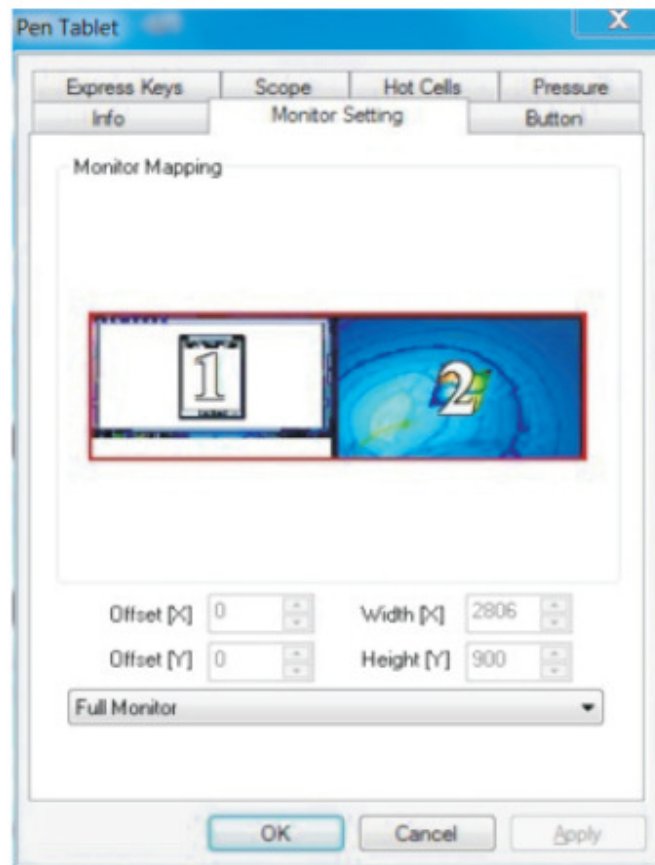 Pen Tablet X
Express Keys Scope Hot Cells Pressure
Info Monitor Setting Button
Monitor Mapping
1 2
Offset [X] 0 Width [X] 2806
Offset [Y] 0 Height [Y] 900
Full Monitor
OK Cancel Apply